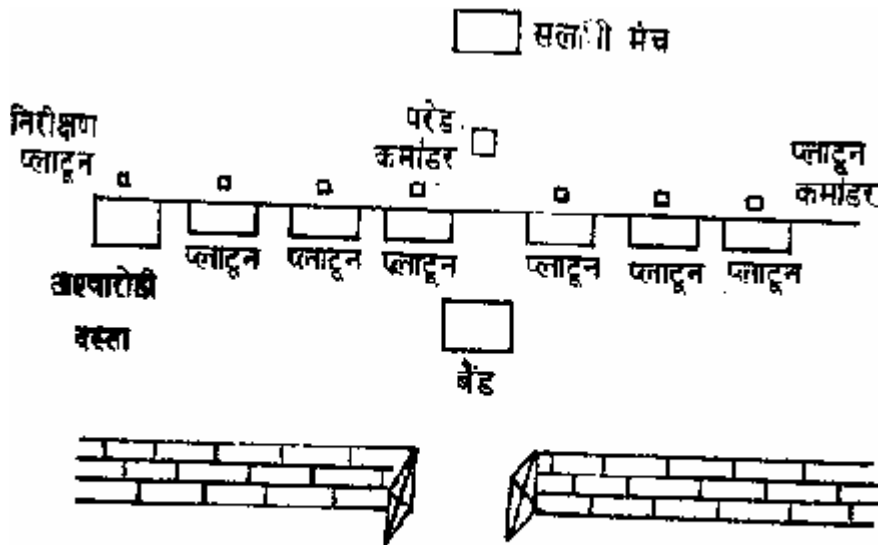 सलामी मंच
निरीक्षण
प्लाटून
परेड
कमांडर
प्लाटून
कमांडर
प्लाटून
प्लाटून
प्लाटून
प्लाटून
प्लाटून
प्लाटून
अश्वारोही
दस्ता
बैंड